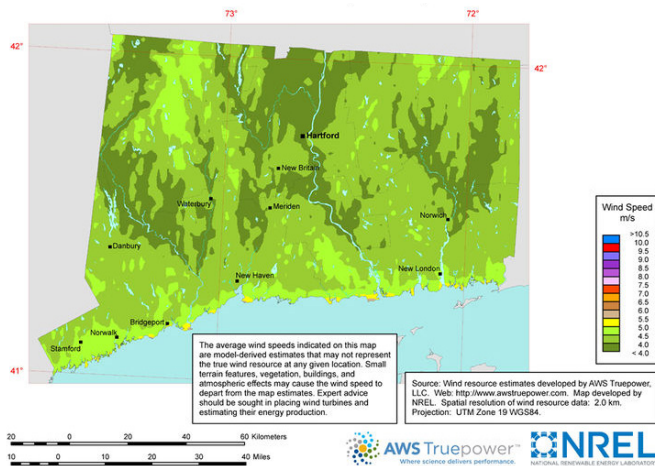 73°
72°
42°
42°
Hartford
New Britain
Waterbury
Meriden
Norwich
Danbury
New London
New Haven
Bridgeport
Norwalk
Stamford
41°
Wind Speed
m/s
>10.5
10.0
9.5
9.0
8.5
8.0
7.5
7.0
6.5
6.0
5.5
5.0
4.5
4.0
< 4.0
The average wind speeds indicated on this map
are model-derived estimates that may not represent
the true wind resource at any given location. Small
terrain features, vegetation, buildings, and
atmospheric effects may cause the wind speed to
depart from the map estimates. Expert advice
should be sought in placing wind turbines and
estimating their energy production.
Source: Wind resource estimates developed by AWS Truepower,
LLC. Web: http://www.awstruepower.com. Map developed by
NREL. Spatial resolution of wind resource data: 2.0 km.
Projection: UTM Zone 19 WGS84.
20 0 20 40 60 Kilometers
10 0 10 20 30 40 Miles
AWS Truepower™
Where science delivers performance.
NREL
NATIONAL RENEWABLE ENERGY LABORATORY